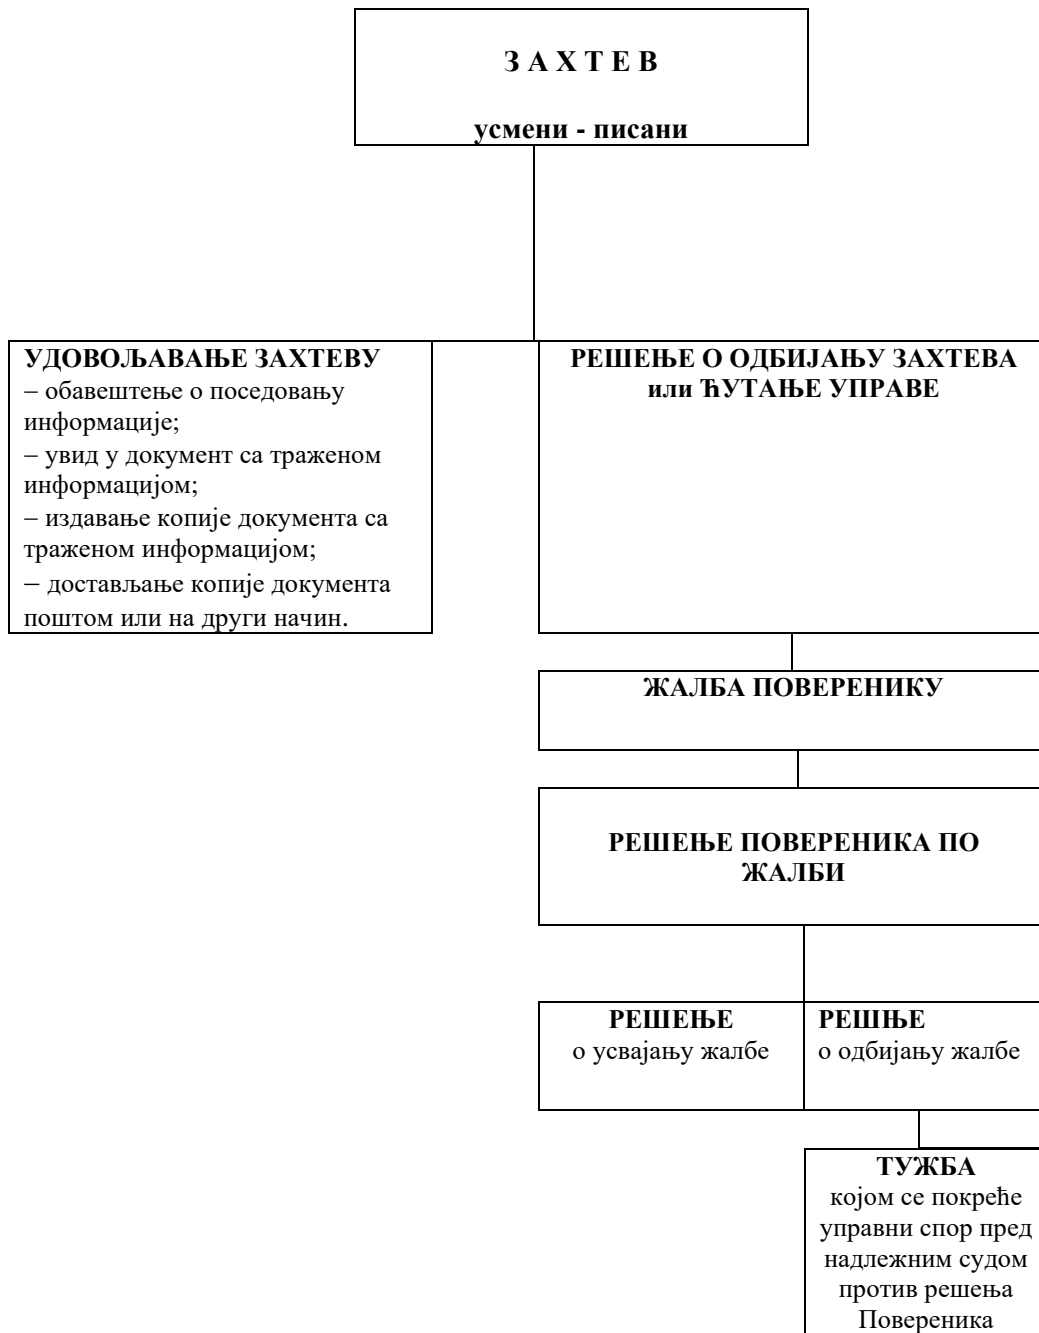 З А Х Т Е В
усмени - писани
УДОВОЉАВАЊЕ ЗАХТЕВУ
– обавештење о поседовању
информације;
– увид у документ са траженом
информацијом;
– издавање копије документа са
траженом информацијом;
– достављање копије документа
поштом или на други начин.
РЕШЕЊЕ О ОДБИЈАЊУ ЗАХТЕВА
или ЋУТАЊЕ УПРАВЕ
ЖАЛБА ПОВЕРЕНИКУ
РЕШЕЊЕ ПОВЕРЕНИКА ПО
ЖАЛБИ
РЕШЕЊЕ
о усвајању жалбе
РЕШЊЕ
о одбијању жалбе
ТУЖБА
којом се покреће
управни спор пред
надлежним судом
против решења
Повереника